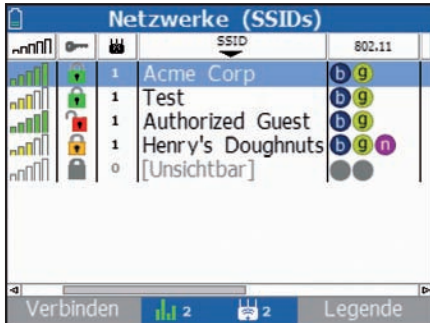 Netzwerke (SSIDs)
SSID 802.11
1 Acme Corp b g
1 Test b g
1 Authorized Guest b g
1 Henry's Doughnuts b g n
0 [Unsichtbar]
Verbinden 2 2 Legende